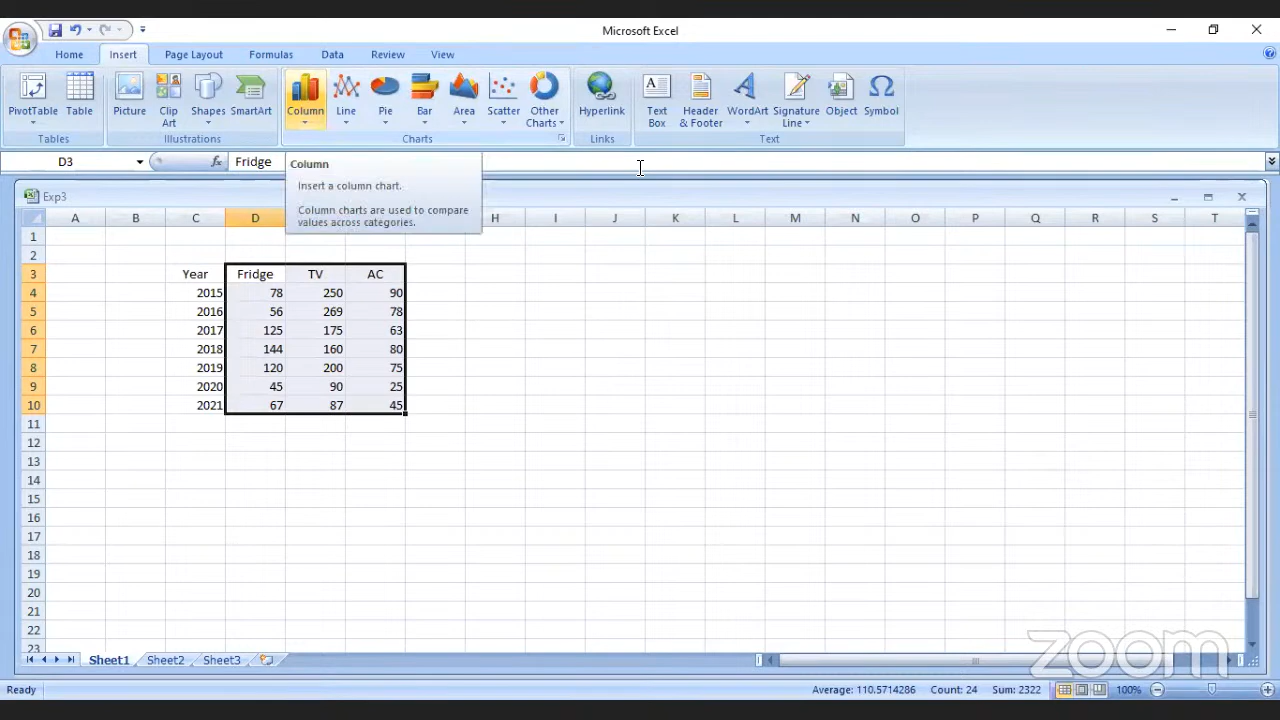 Microsoft Excel
Home Insert Page Layout Formulas Data Review View
PivotTable Table Picture Clip Art Shapes SmartArt Column Line Pie Bar Area Scatter Other Charts Hyperlink Text Box Header & Footer WordArt Signature Line Object Symbol
Tables Illustrations Charts Links Text
D3 fx Fridge
Column
Insert a column chart.
Column charts are used to compare
values across categories.
Exp3
A B C D H I J K L M N O P Q R S T
1
2
3 Year Fridge TV AC
4 2015 78 250 90
5 2016 56 269 78
6 2017 125 175 63
7 2018 144 160 80
8 2019 120 200 75
9 2020 45 90 25
10 2021 67 87 45
11
12
13
14
15
16
17
18
19
20
21
22
23
Sheet1 Sheet2 Sheet3
zoom
Ready Average: 110.5714286 Count: 24 Sum: 2322 100%